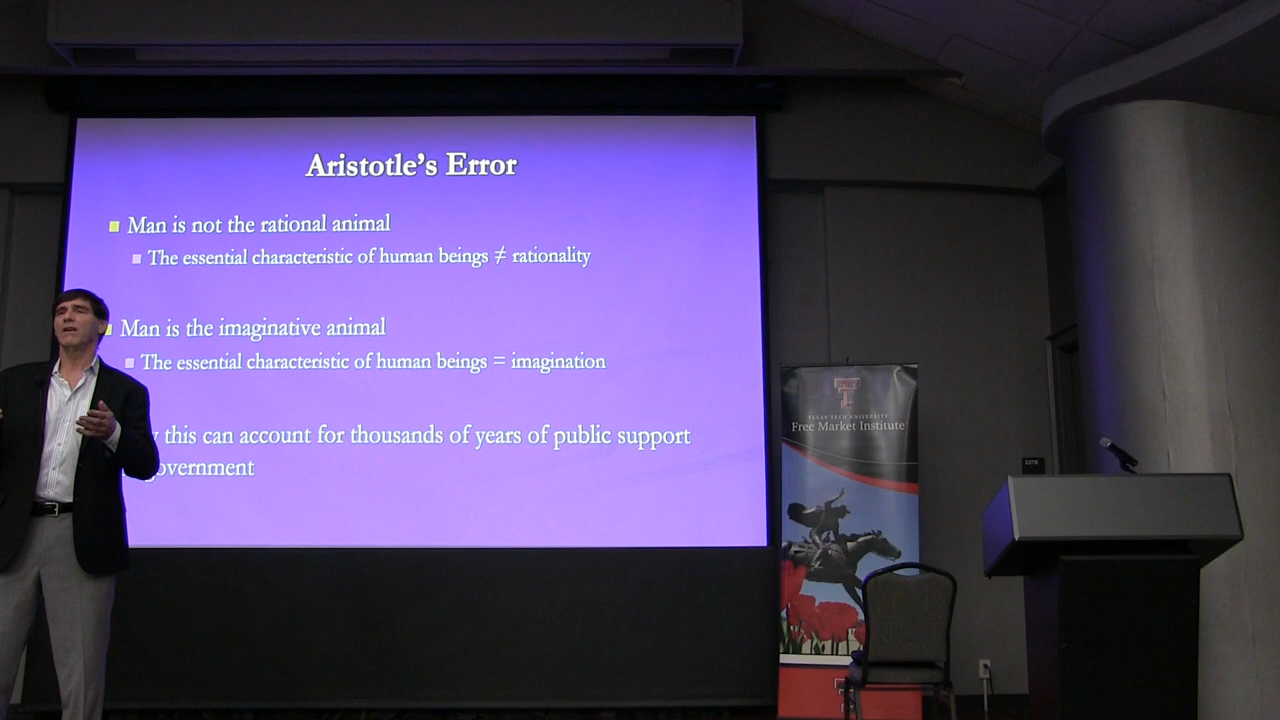 Aristotle's Error
Man is not the rational animal
The essential characteristic of human beings ≠ rationality
Man is the imaginative animal
The essential characteristic of human beings = imagination
this can account for thousands of years of public support
TEXAS TECH UNIVERSITY
Free Market Institute